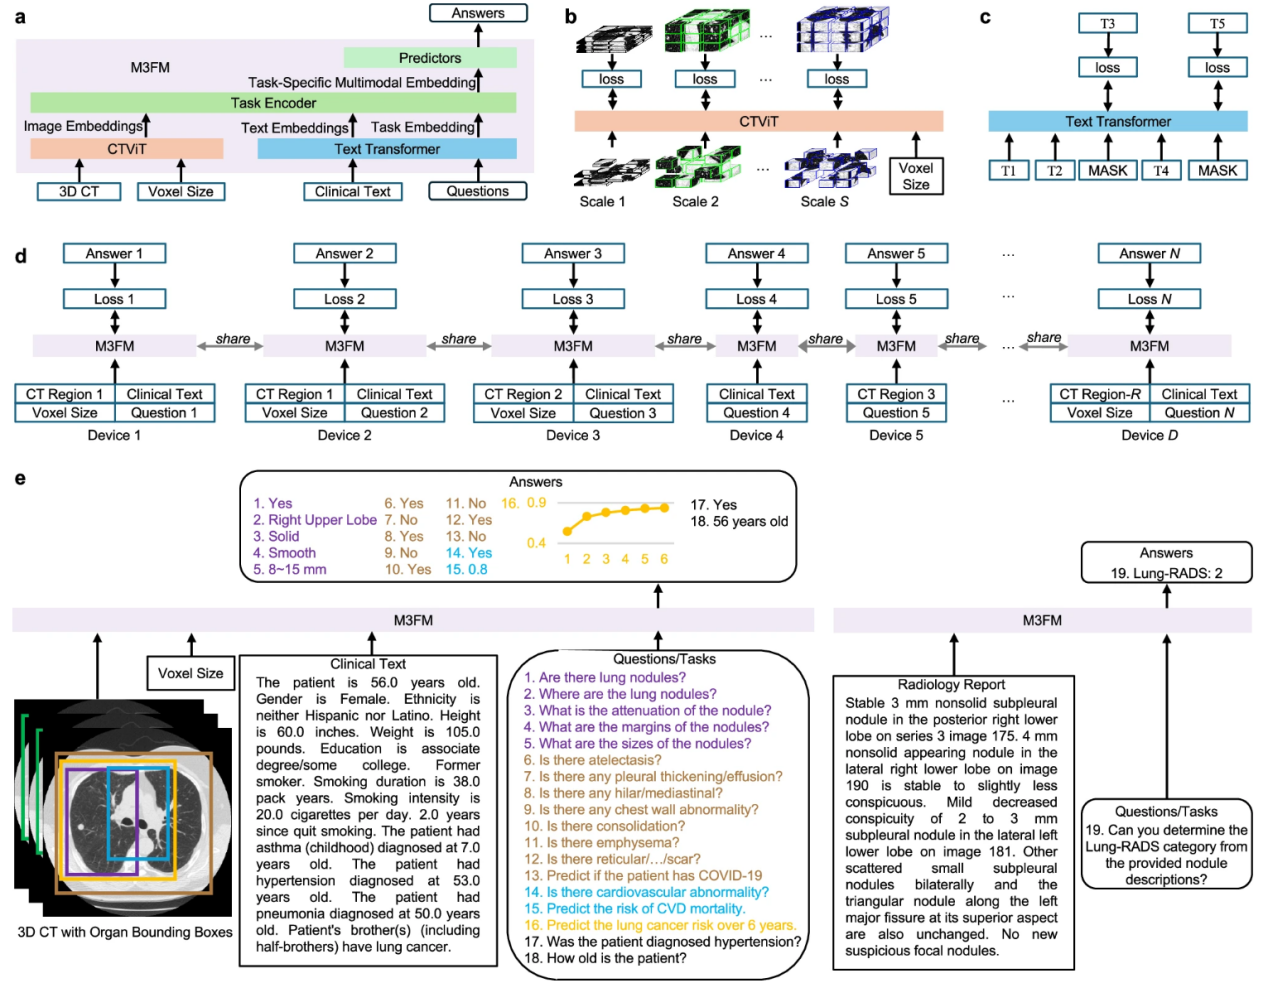 a
Answers
M3FM
Predictors
Task-Specific Multimodal Embedding
Task Encoder
Image Embeddings
Text Embeddings
Task Embedding
CTViT
Text Transformer
3D CT
Voxel Size
Clinical Text
Questions
b
...
loss
loss
...
loss
CTViT
...
Voxel
Size
Scale 1
Scale 2
Scale S
c
T3
T5
loss
loss
Text Transformer
T1
T2
MASK
T4
MASK
d
Answer 1
Answer 2
Answer 3
Answer 4
Answer 5
...
Answer N
Loss 1
Loss 2
Loss 3
Loss 4
Loss 5
...
Loss N
M3FM
share
M3FM
share
M3FM
share
M3FM
share
M3FM
share
...
share
M3FM
CT Region 1
Clinical Text
Voxel Size
Question 1
Device 1
CT Region 1
Clinical Text
Voxel Size
Question 2
Device 2
CT Region 2
Clinical Text
Voxel Size
Question 3
Device 3
Clinical Text
Question 4
Device 4
CT Region 3
Question 5
Device 5
...
CT Region-R
Clinical Text
Voxel Size
Question N
Device D
e
Answers
1. Yes
2. Right Upper Lobe
3. Solid
4. Smooth
5. 8~15 mm
6. Yes
7. No
8. Yes
9. No
10. Yes
11. No
12. Yes
13. No
14. Yes
15. 0.8
16.
0.9
0.4
1 2 3 4 5 6
17. Yes
18. 56 years old
M3FM
Voxel Size
3D CT with Organ Bounding Boxes
Clinical Text
The patient is 56.0 years old.
Gender is Female. Ethnicity is
neither Hispanic nor Latino. Height
is 60.0 inches. Weight is 105.0
pounds. Education is associate
degree/some college. Former
smoker. Smoking duration is 38.0
pack years. Smoking intensity is
20.0 cigarettes per day. 2.0 years
since quit smoking. The patient had
asthma (childhood) diagnosed at 7.0
years old. The patient had
hypertension diagnosed at 53.0
years old. The patient had
pneumonia diagnosed at 50.0 years
old. Patient's brother(s) (including
half-brothers) have lung cancer.
Questions/Tasks
1. Are there lung nodules?
2. Where are the lung nodules?
3. What is the attenuation of the nodule?
4. What are the margins of the nodules?
5. What are the sizes of the nodules?
6. Is there atelectasis?
7. Is there any pleural thickening/effusion?
8. Is there any hilar/mediastinal?
9. Is there any chest wall abnormality?
10. Is there consolidation?
11. Is there emphysema?
12. Is there reticular/.../scar?
13. Predict if the patient has COVID-19
14. Is there cardiovascular abnormality?
15. Predict the risk of CVD mortality.
16. Predict the lung cancer risk over 6 years.
17. Was the patient diagnosed hypertension?
18. How old is the patient?
Answers
19. Lung-RADS: 2
M3FM
Radiology Report
Stable 3 mm nonsolid subpleural
nodule in the posterior right lower
lobe on series 3 image 175. 4 mm
nonsolid appearing nodule in the
lateral right lower lobe on image
190 is stable to slightly less
conspicuous. Mild decreased
conspicuity of 2 to 3 mm
subpleural nodule in the lateral left
lower lobe on image 181. Other
scattered small subpleural
nodules bilaterally and the
triangular nodule along the left
major fissure at its superior aspect
are also unchanged. No new
suspicious focal nodules.
Questions/Tasks
19. Can you determine the
Lung-RADS category from
the provided nodule
descriptions?